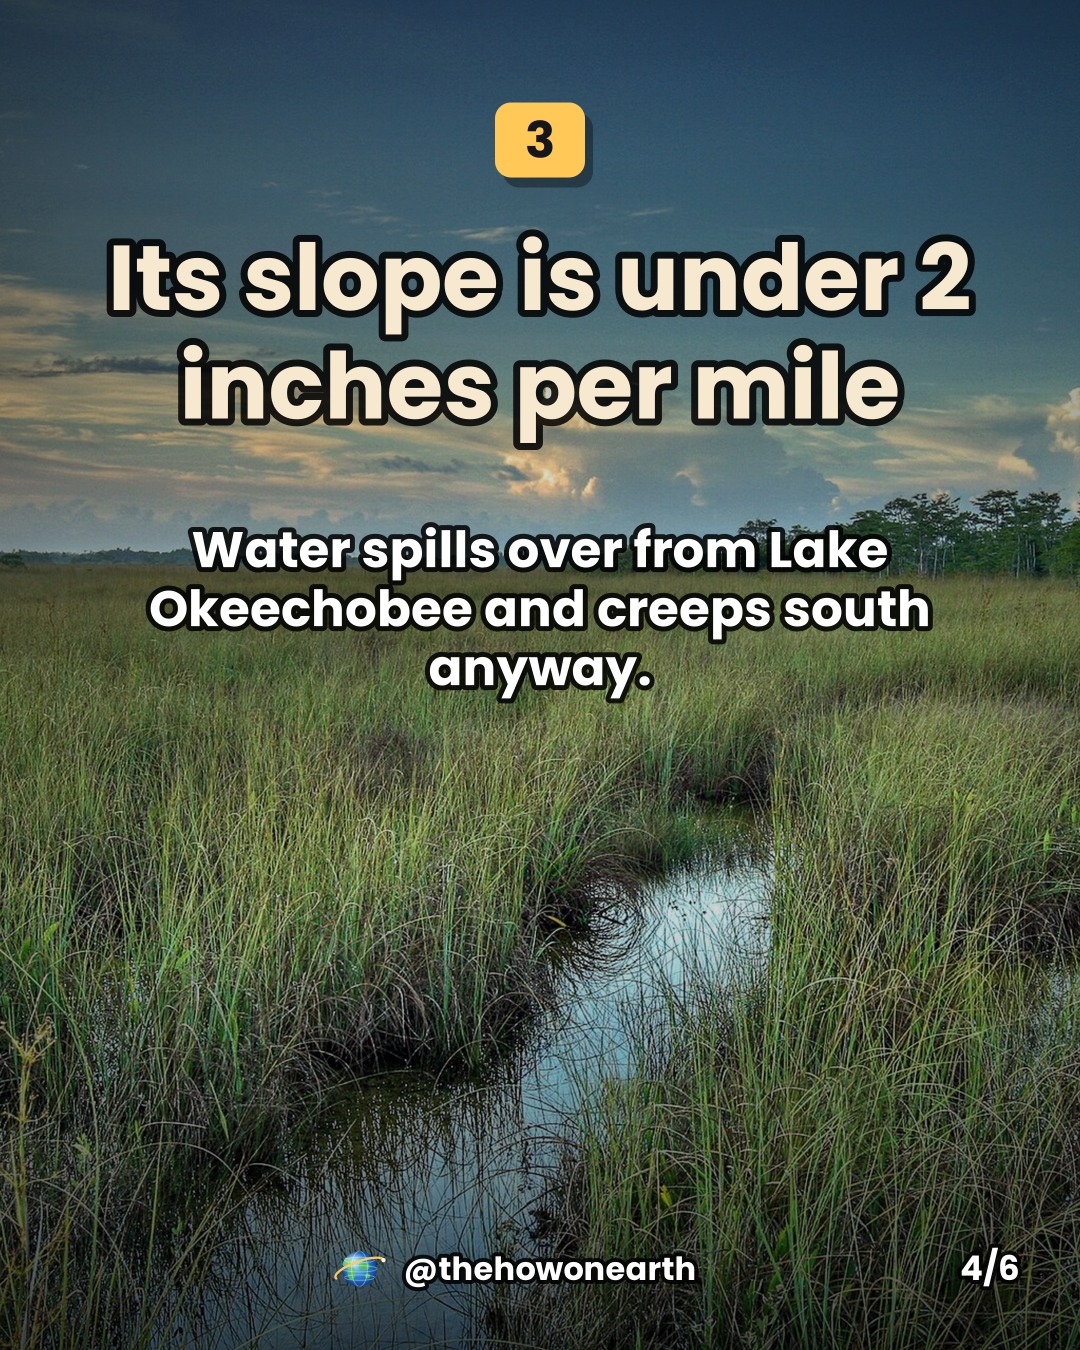 3
Its slope is under 2
inches per mile
Water spills over from Lake
Okeechobee and creeps south
anyway.
@thehowonearth
4/6